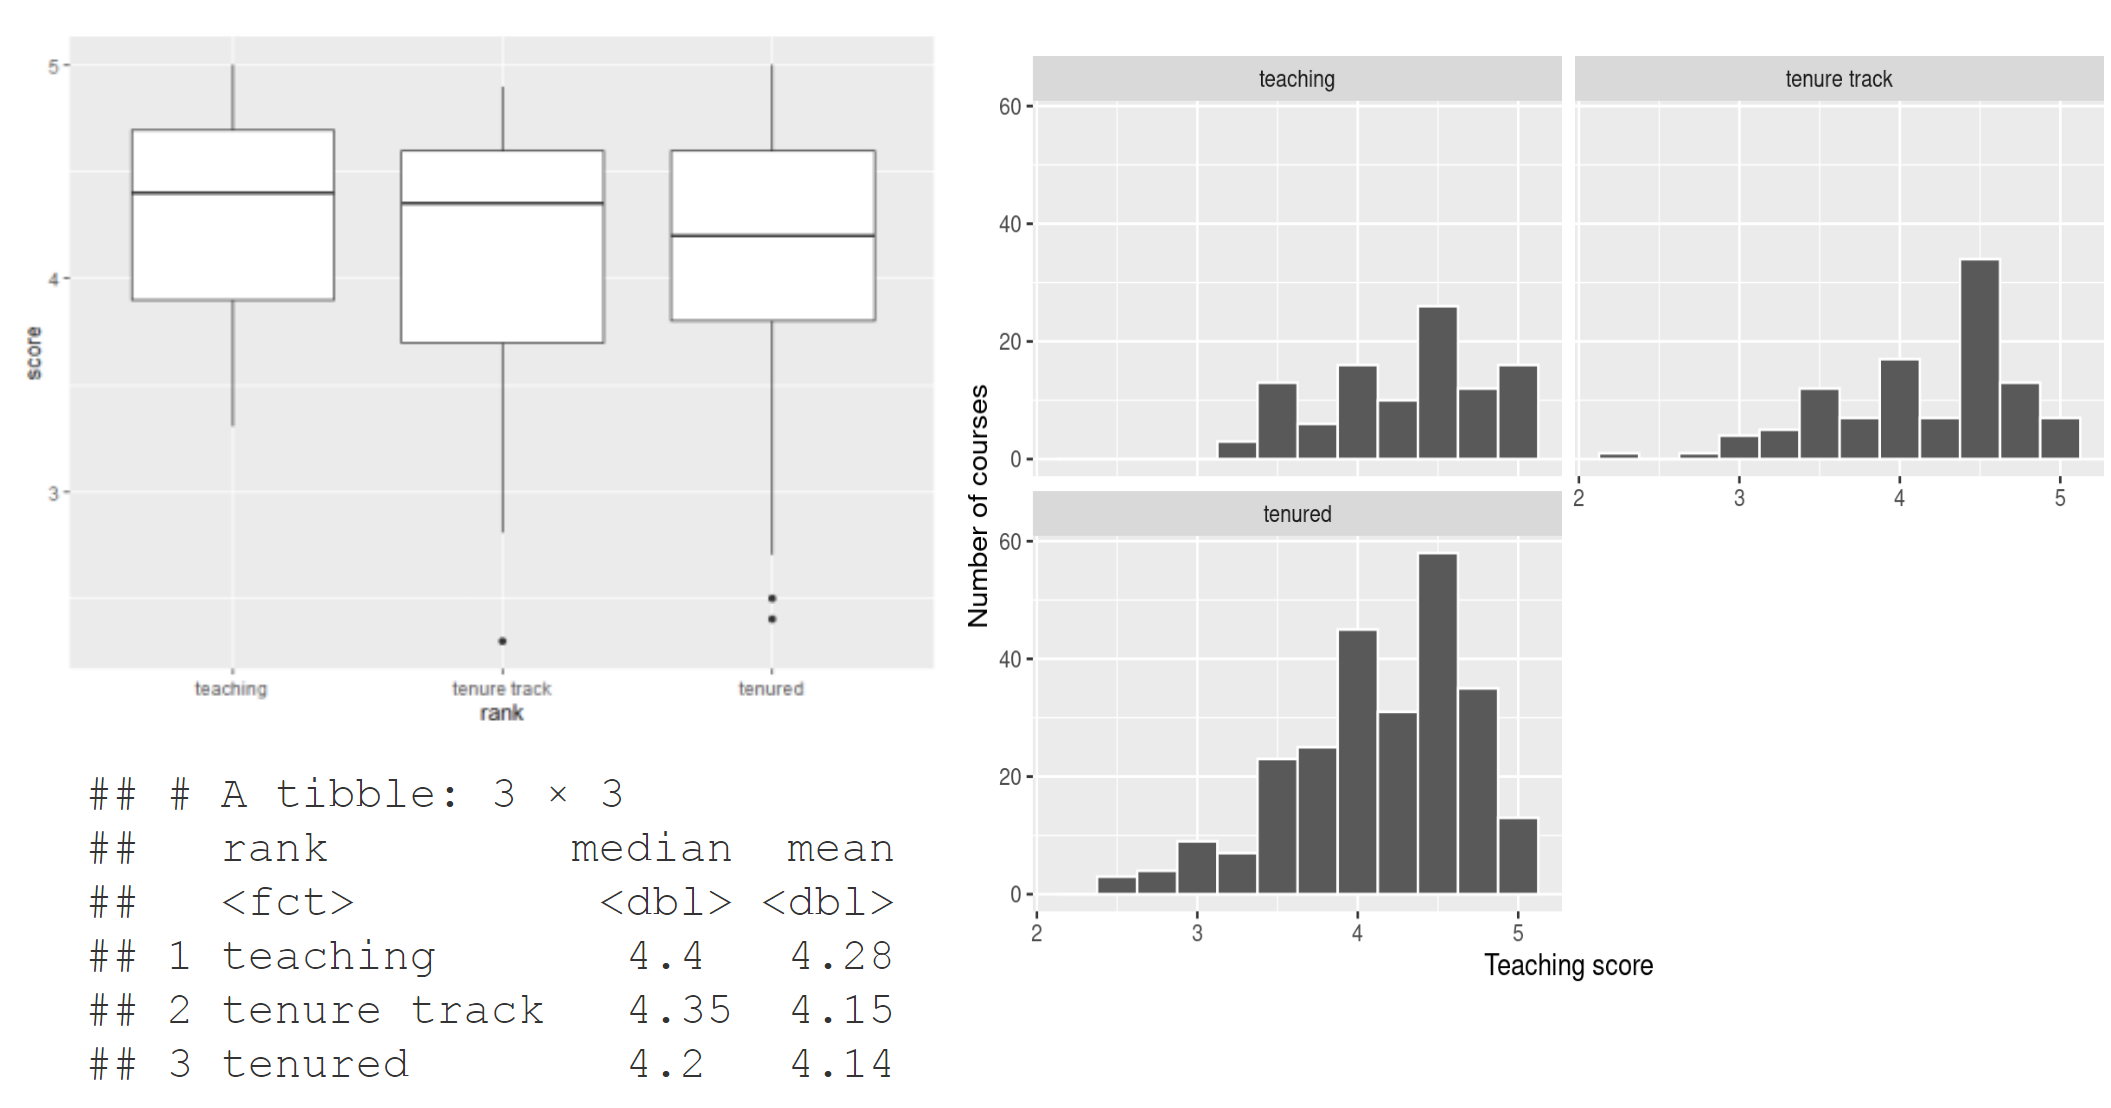 5
4
3
score
teaching
tenure track
tenured
rank
## # A tibble: 3 × 3
##   rank         median  mean
##   <fct>         <dbl> <dbl>
## 1 teaching       4.4   4.28
## 2 tenure track   4.35  4.15
## 3 tenured        4.2   4.14
teaching
tenure track
60
40
20
0
2
3
4
5
tenured
60
40
20
0
2
3
4
5
Number of courses
Teaching score